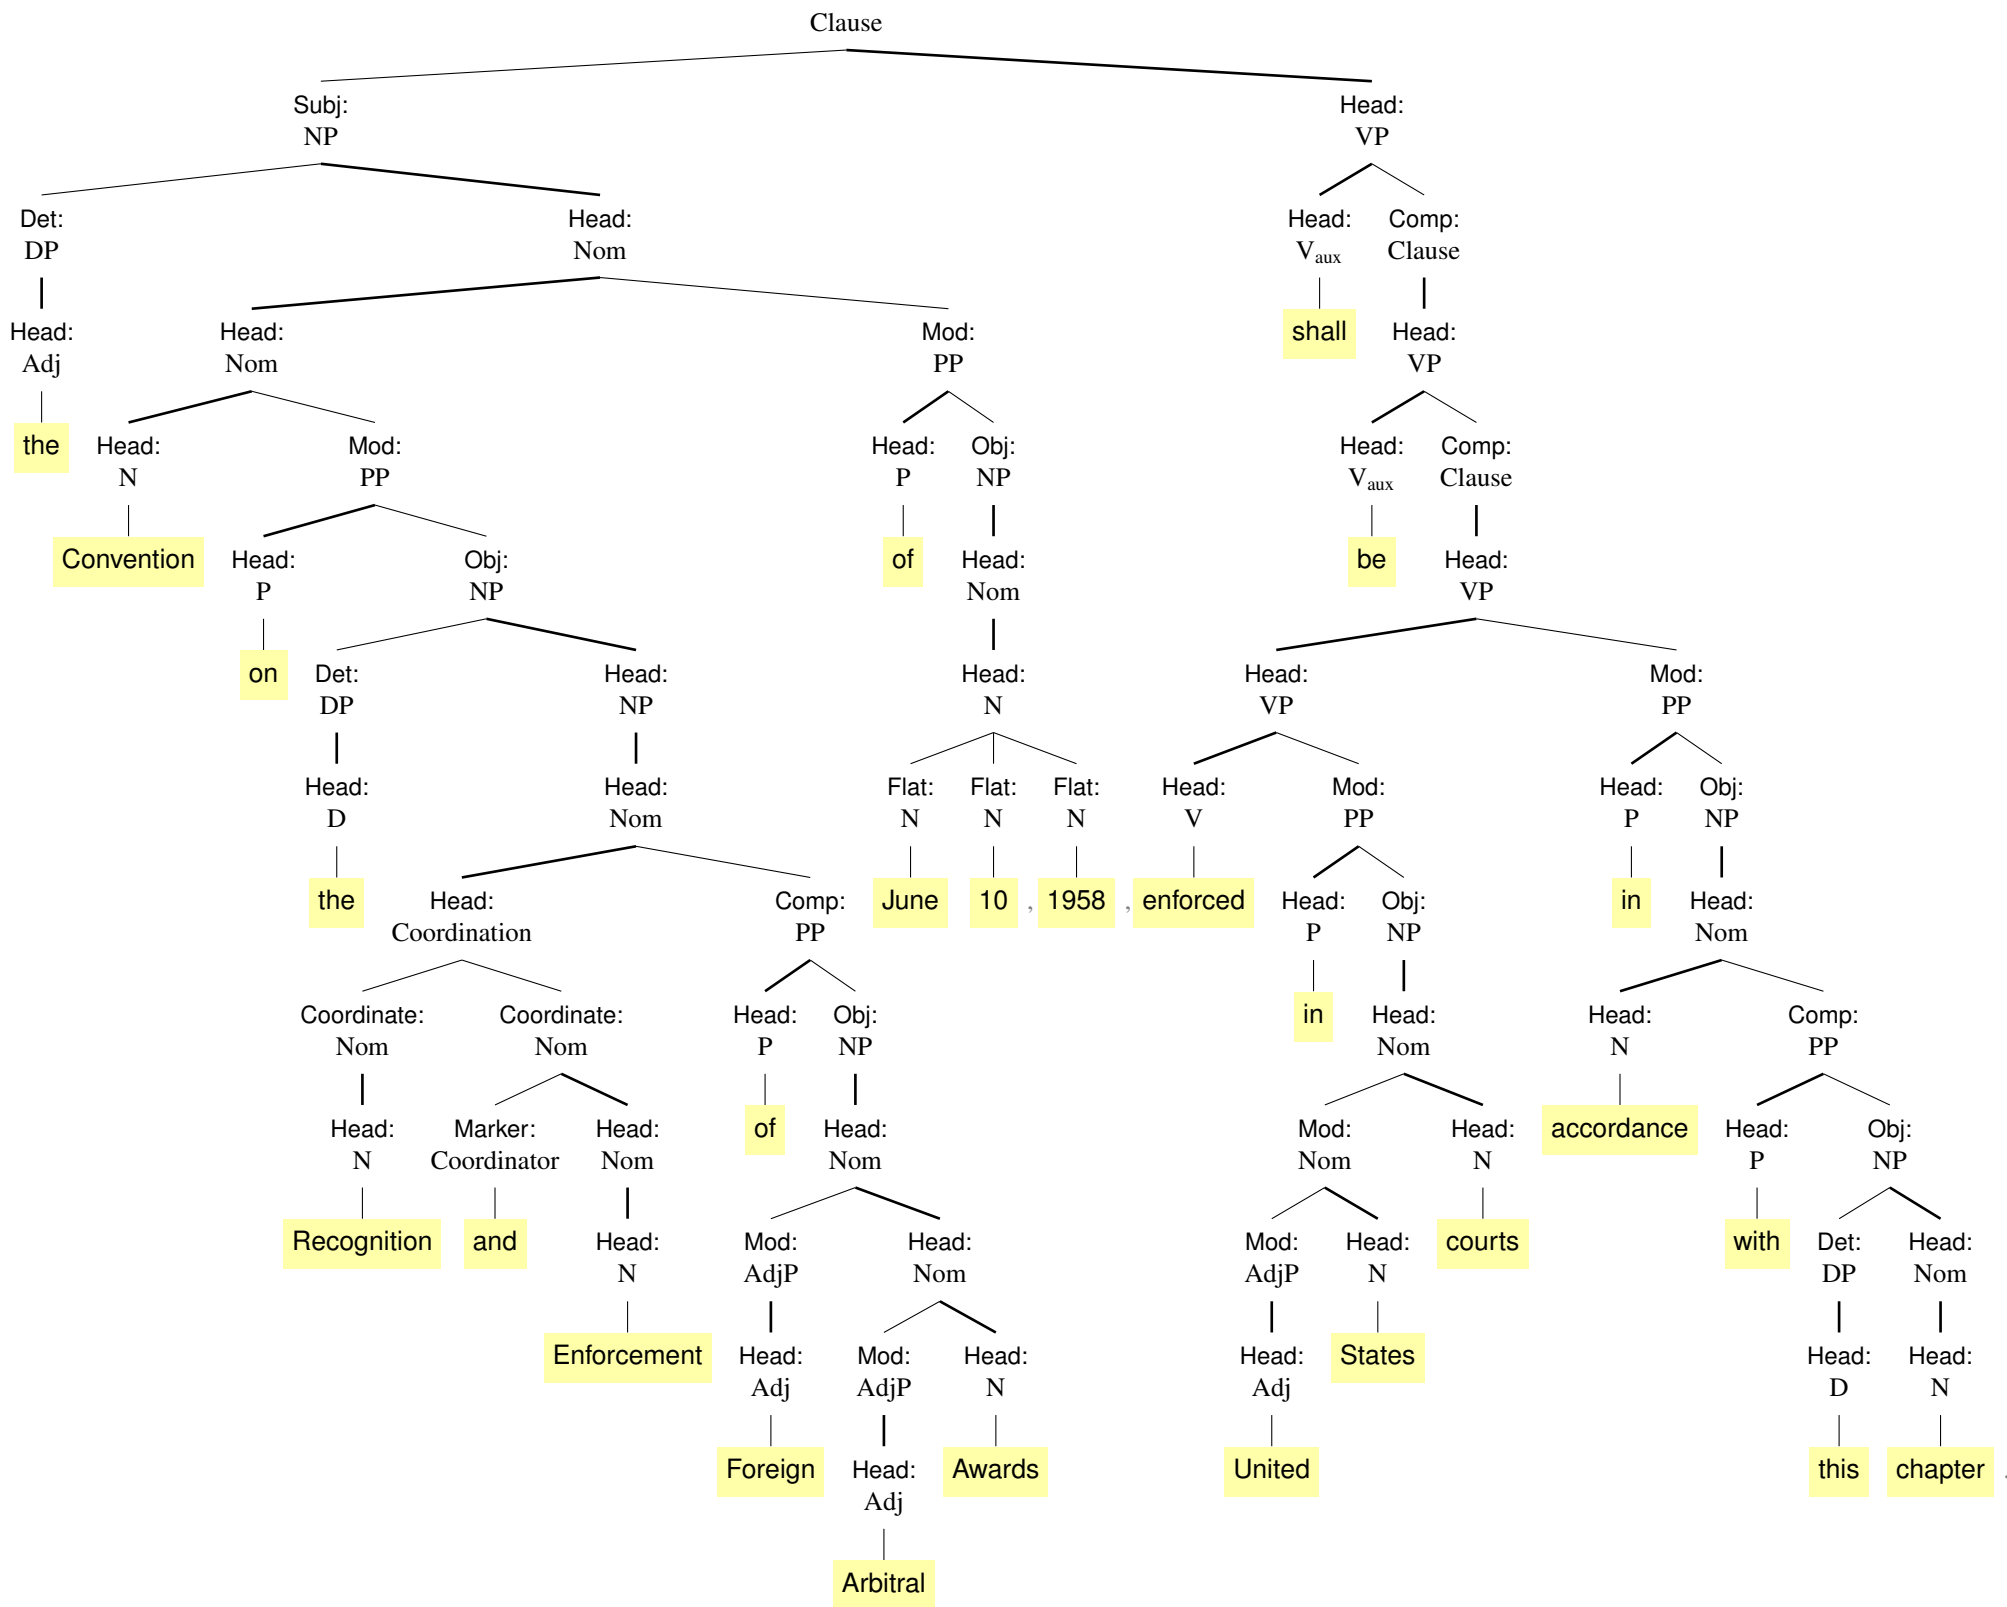 Clause
Subj: Head:
NP VP
Det: Head: Head: Comp:
DP Nom Vaux Clause
Head: Head: Mod: shall Head:
Adj Nom PP VP
the Head: Mod: Head: Obj: Head: Comp:
N PP P NP Vaux Clause
Convention Head: Obj: of Head: be Head:
P NP Nom VP
on Det: Head: Head: Head: Mod:
DP NP N VP PP
Head: Head: Flat: Flat: Flat: Head: Mod: Head: Obj:
D Nom N N N V PP P NP
the Head: Comp: June 10 , 1958 , enforced Head: Obj: in Head:
Coordination PP P NP Nom
Coordinate: Coordinate: Head: Obj: in Head: Head: Comp:
Nom Nom P NP Nom N PP
Head: Marker: Head: of Head: Mod: Head: accordance Head: Obj:
N Coordinator Nom Nom Nom N P NP
Recognition and Head: Mod: Head: Mod: Head: courts with Det: Head:
N AdjP Nom AdjP N DP Nom
Enforcement Head: Mod: Head: Head: States Head: Head:
Adj AdjP N Adj D N
Foreign Head: Awards United this chapter .
Adj
Arbitral